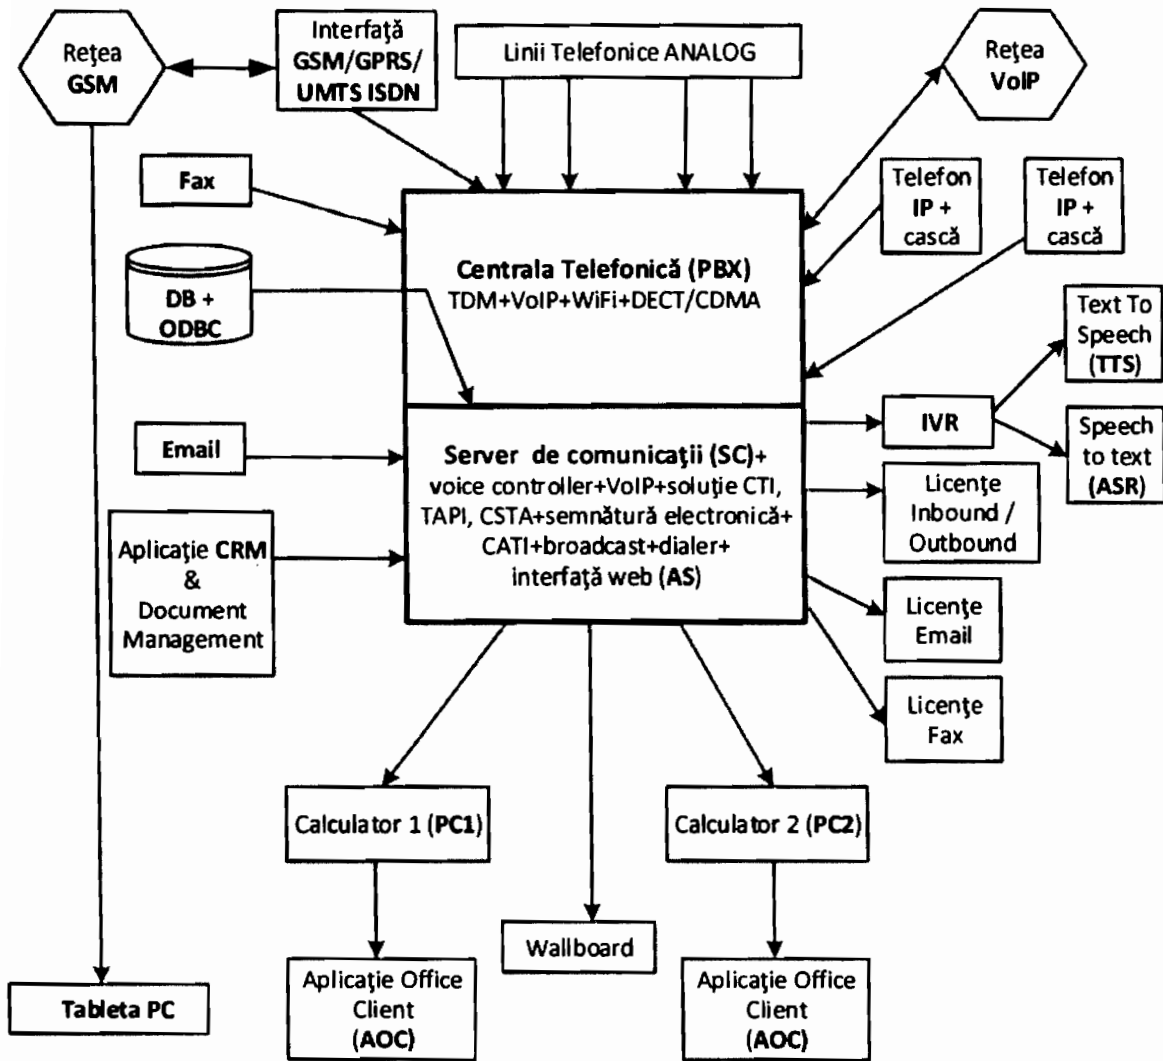 Reţea
GSM
Interfaţă
GSM/GPRS/
UMTS ISDN
Linii Telefonice ANALOG
Reţea
VoIP
Fax
Telefon
IP +
cască
Telefon
IP +
cască
DB +
ODBC
Centrala Telefonică (PBX)
TDM+VoIP+WiFi+DECT/CDMA
Text To
Speech
(TTS)
IVR
Email
Server de comunicaţii (SC)+
voice controller+VoIP+soluţie CTI,
TAPI, CSTA+semnătură electronică+
CATI+broadcast+dialer+
interfaţă web (AS)
Speech
to text
(ASR)
Licenţe
Inbound /
Outbound
Aplicaţie CRM
&
Document
Management
Licenţe
Email
Licenţe
Fax
Calculator 1 (PC1)
Calculator 2 (PC2)
Wallboard
Aplicaţie Office
Client
(AOC)
Aplicaţie Office
Client
(AOC)
Tableta PC